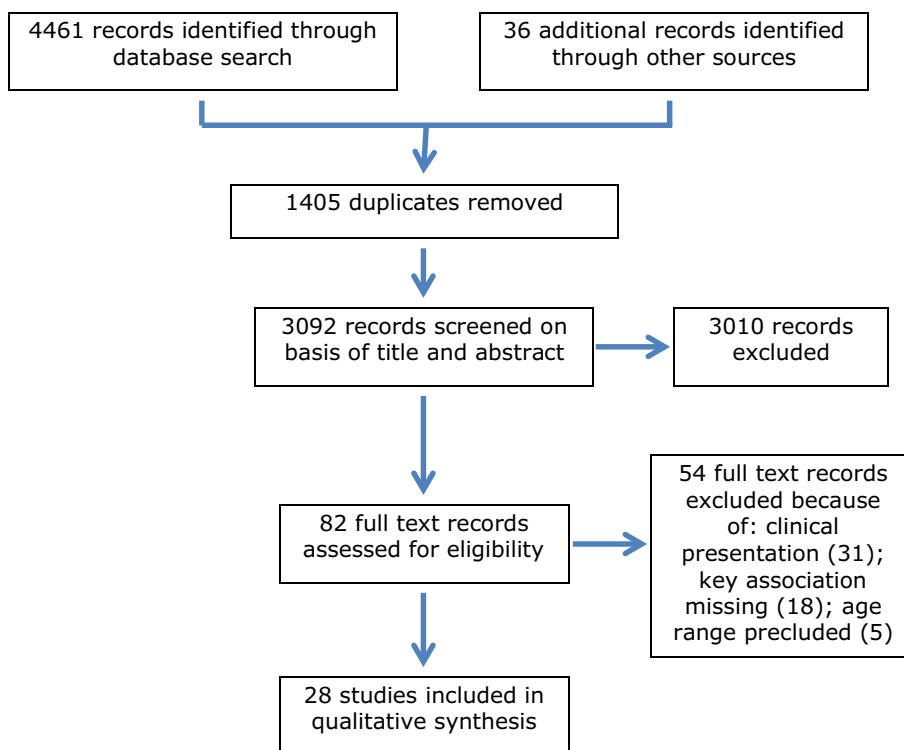 4461 records identified through
database search
36 additional records identified
through other sources
1405 duplicates removed
3092 records screened on
basis of title and abstract
3010 records
excluded
82 full text records
assessed for eligibility
54 full text records
excluded because
of: clinical
presentation (31);
key association
missing (18); age
range precluded (5)
28 studies included in
qualitative synthesis